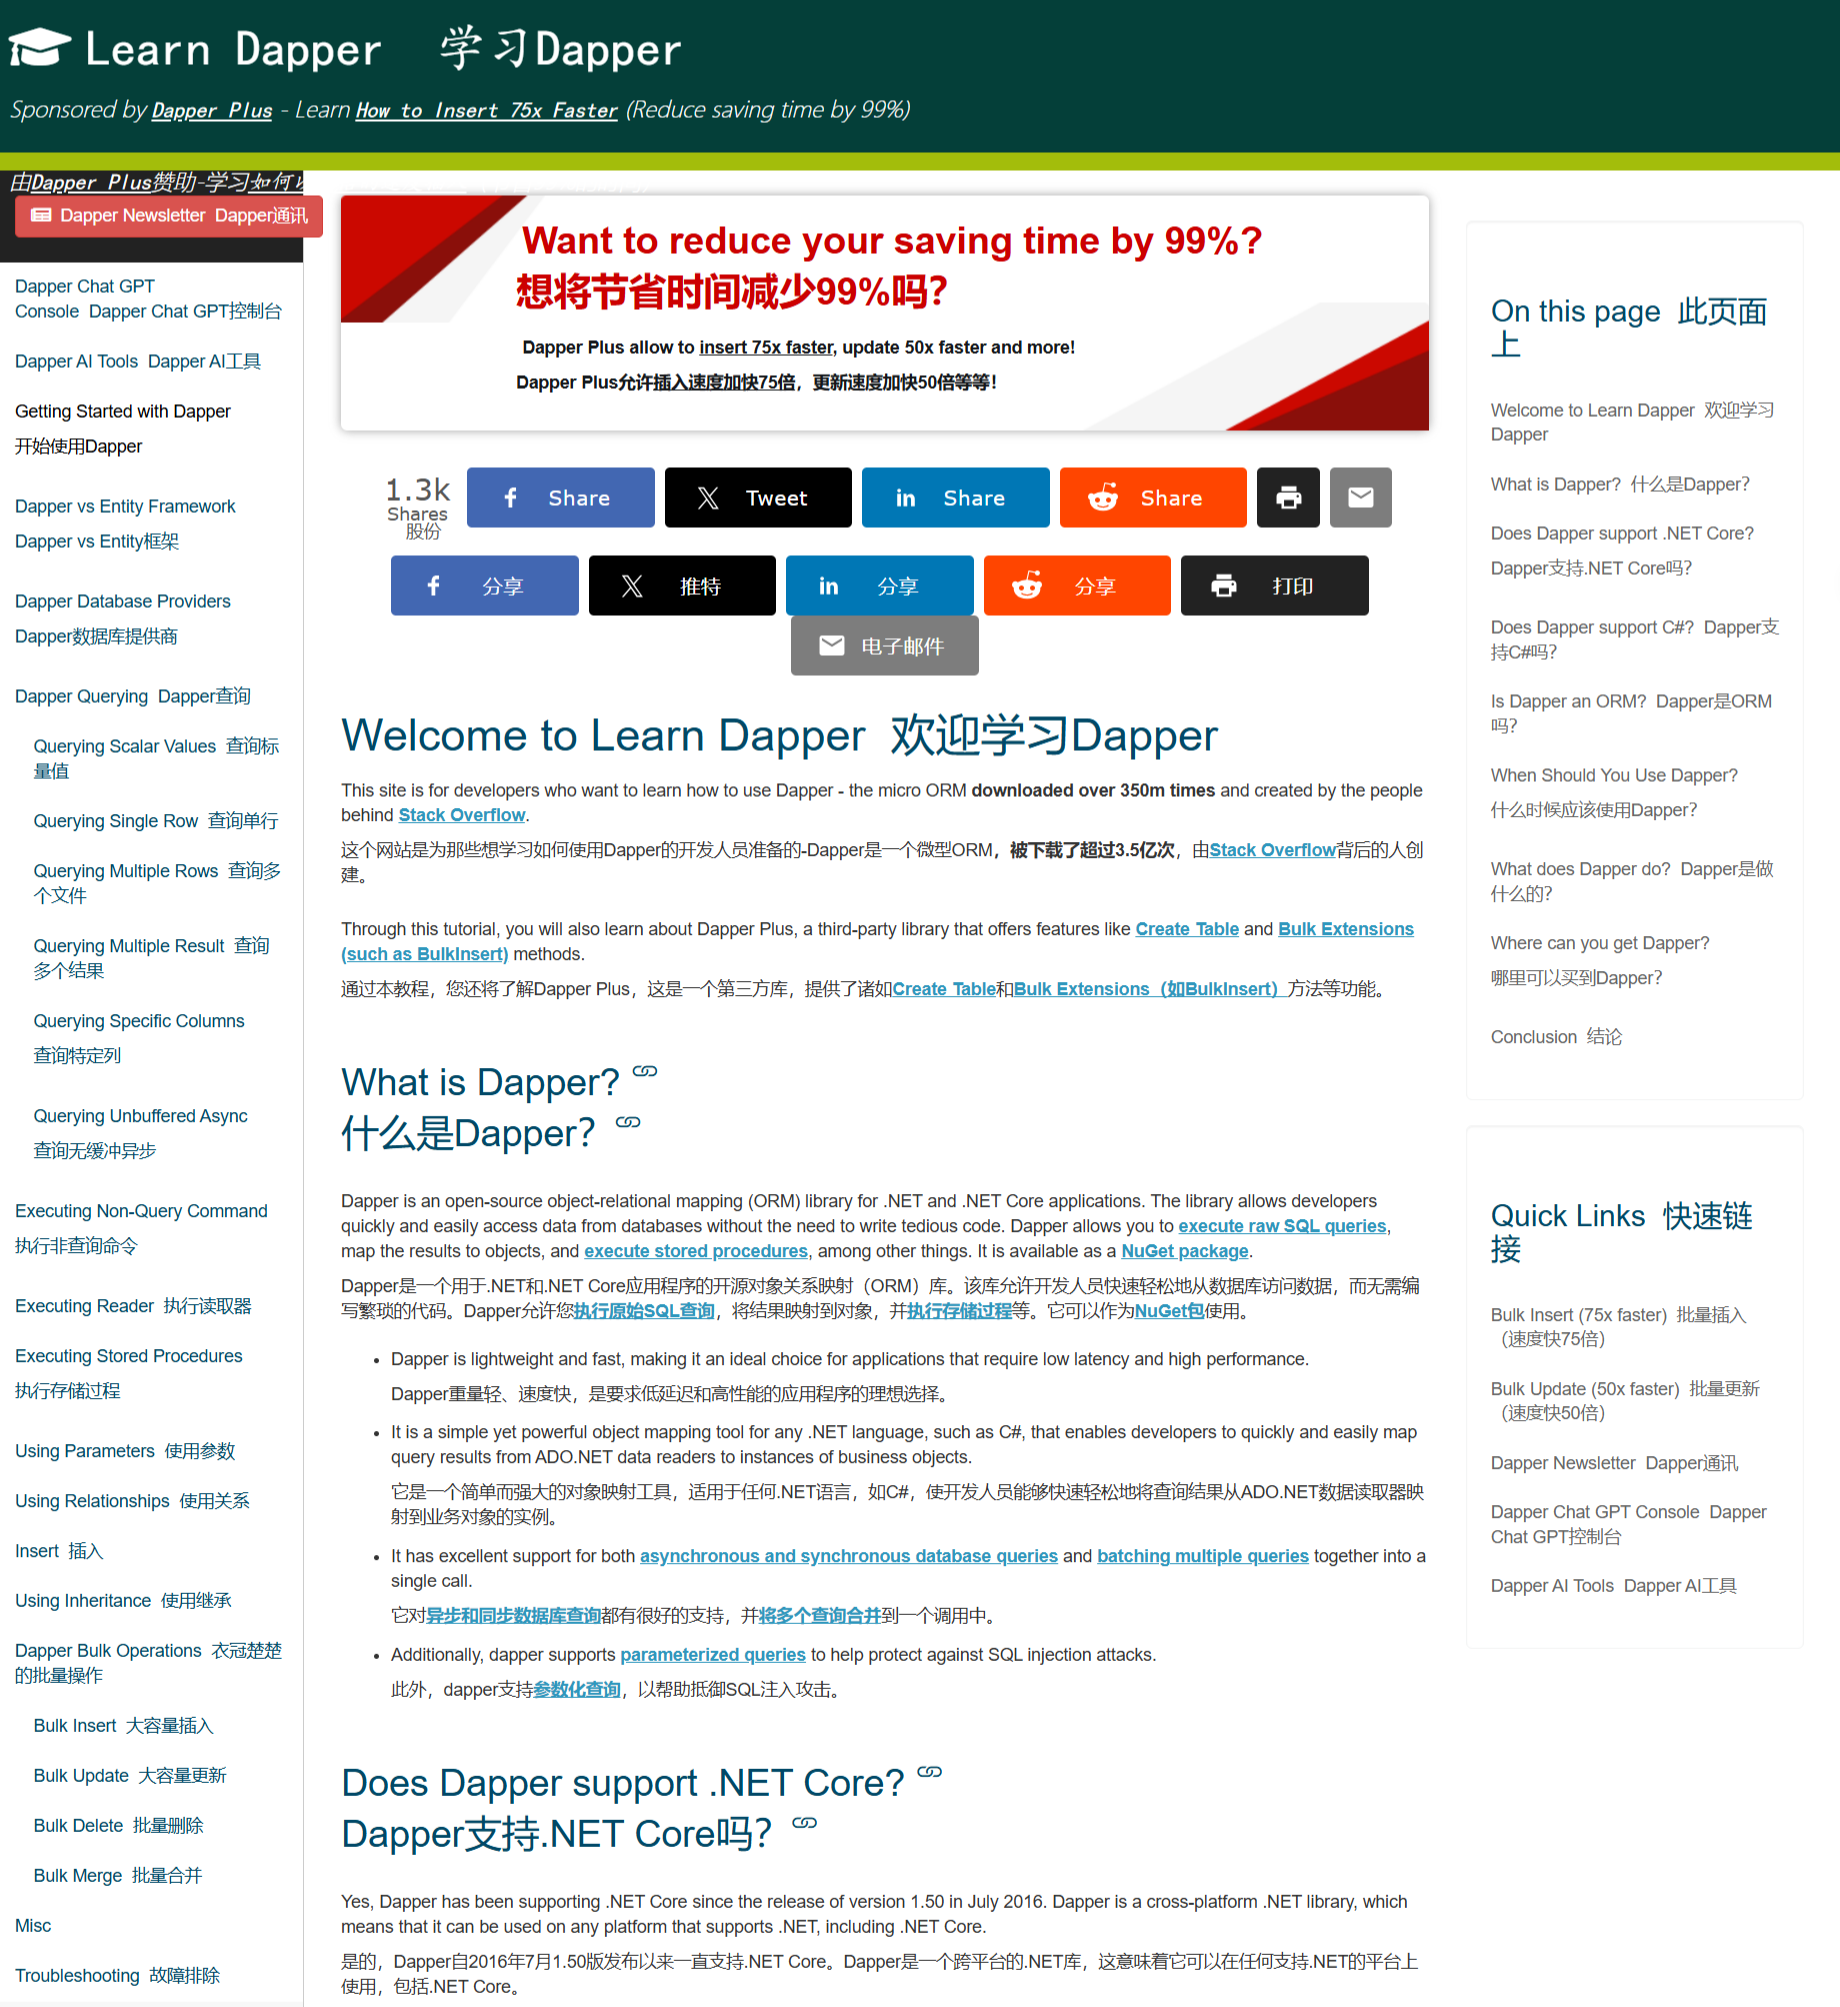 Learn Dapper 学习Dapper
Sponsored by Dapper Plus - Learn How to Insert 75x Faster (Reduce saving time by 99%)
由Dapper Plus赞助-学习如何以
Dapper Newsletter Dapper通讯
Dapper Chat GPT
Console Dapper Chat GPT控制台
Dapper AI Tools Dapper AI工具
Getting Started with Dapper
开始使用Dapper
Dapper vs Entity Framework
Dapper vs Entity框架
Dapper Database Providers
Dapper数据库提供商
Dapper Querying Dapper查询
Querying Scalar Values 查询标
量值
Querying Single Row 查询单行
Querying Multiple Rows 查询多
个文件
Querying Multiple Result 查询
多个结果
Querying Specific Columns
查询特定列
Querying Unbuffered Async
查询无缓冲异步
Executing Non-Query Command
执行非查询命令
Executing Reader 执行读取器
Executing Stored Procedures
执行存储过程
Using Parameters 使用参数
Using Relationships 使用关系
Insert 插入
Using Inheritance 使用继承
Dapper Bulk Operations 衣冠楚楚
的批量操作
Bulk Insert 大容量插入
Bulk Update 大容量更新
Bulk Delete 批量删除
Bulk Merge 批量合并
Misc
Troubleshooting 故障排除
Want to reduce your saving time by 99%?
想将节省时间减少99%吗？
Dapper Plus allow to insert 75x faster, update 50x faster and more!
Dapper Plus允许插入速度加快75倍，更新速度加快50倍等等！
1.3k
Shares
股份
Share
Tweet
Share
Share
分享
推特
分享
分享
打印
电子邮件
Welcome to Learn Dapper 欢迎学习Dapper
This site is for developers who want to learn how to use Dapper - the micro ORM downloaded over 350m times and created by the people
behind Stack Overflow.
这个网站是为那些想学习如何使用Dapper的开发人员准备的-Dapper是一个微型ORM，被下载了超过3.5亿次，由Stack Overflow背后的人创
建。
Through this tutorial, you will also learn about Dapper Plus, a third-party library that offers features like Create Table and Bulk Extensions
(such as BulkInsert) methods.
通过本教程，您还将了解Dapper Plus，这是一个第三方库，提供了诸如Create Table和Bulk Extensions（如BulkInsert）方法等功能。
What is Dapper?
什么是Dapper？
Dapper is an open-source object-relational mapping (ORM) library for .NET and .NET Core applications. The library allows developers
quickly and easily access data from databases without the need to write tedious code. Dapper allows you to execute raw SQL queries,
map the results to objects, and execute stored procedures, among other things. It is available as a NuGet package.
Dapper是一个用于.NET和.NET Core应用程序的开源对象关系映射（ORM）库。该库允许开发人员快速轻松地从数据库访问数据，而无需编
写繁琐的代码。Dapper允许您执行原始SQL查询，将结果映射到对象，并执行存储过程等。它可以作为NuGet包使用。
• Dapper is lightweight and fast, making it an ideal choice for applications that require low latency and high performance.
Dapper重量轻、速度快，是要求低延迟和高性能的应用程序的理想选择。
• It is a simple yet powerful object mapping tool for any .NET language, such as C#, that enables developers to quickly and easily map
query results from ADO.NET data readers to instances of business objects.
它是一个简单而强大的对象映射工具，适用于任何.NET语言，如C#，使开发人员能够快速轻松地将查询结果从ADO.NET数据读取器映
射到业务对象的实例。
• It has excellent support for both asynchronous and synchronous database queries and batching multiple queries together into a
single call.
它对异步和同步数据库查询都有很好的支持，并将多个查询合并到一个调用中。
• Additionally, dapper supports parameterized queries to help protect against SQL injection attacks.
此外，dapper支持参数化查询，以帮助抵御SQL注入攻击。
Does Dapper support .NET Core?
Dapper支持.NET Core吗？
Yes, Dapper has been supporting .NET Core since the release of version 1.50 in July 2016. Dapper is a cross-platform .NET library, which
means that it can be used on any platform that supports .NET, including .NET Core.
是的，Dapper自2016年7月1.50版发布以来一直支持.NET Core。Dapper是一个跨平台的.NET库，这意味着它可以在任何支持.NET的平台上
使用，包括.NET Core。
On this page 此页面
上
Welcome to Learn Dapper 欢迎学习
Dapper
What is Dapper? 什么是Dapper？
Does Dapper support .NET Core?
Dapper支持.NET Core吗？
Does Dapper support C#? Dapper支
持C#吗？
Is Dapper an ORM? Dapper是ORM
吗？
When Should You Use Dapper?
什么时候应该使用Dapper？
What does Dapper do? Dapper是做
什么的？
Where can you get Dapper?
哪里可以买到Dapper？
Conclusion 结论
Quick Links 快速链
接
Bulk Insert (75x faster) 批量插入
（速度快75倍）
Bulk Update (50x faster) 批量更新
（速度快50倍）
Dapper Newsletter Dapper通讯
Dapper Chat GPT Console Dapper
Chat GPT控制台
Dapper AI Tools Dapper AI工具